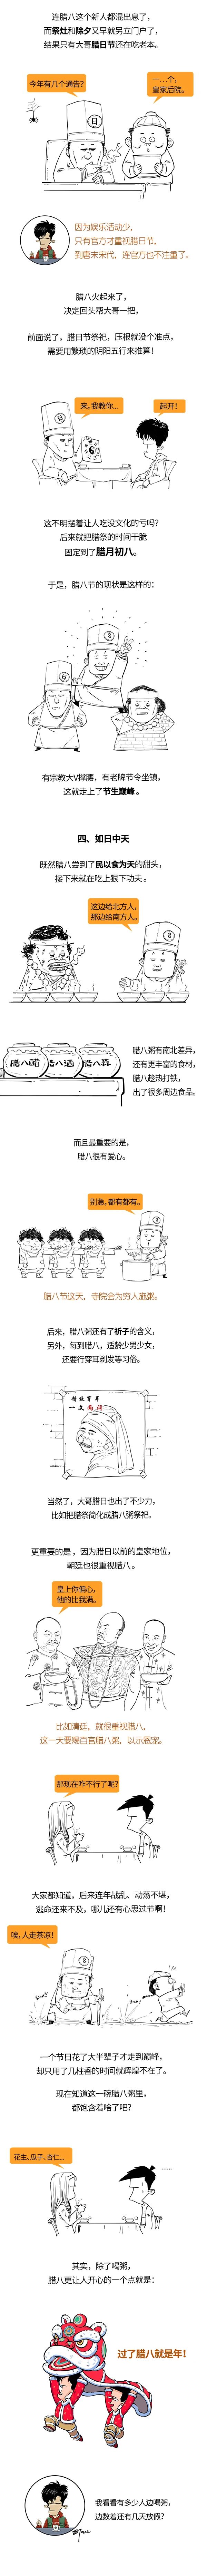 连腊八这个新人都混出息了，
而祭灶和除夕又早就另立门户了，
结果只有大哥腊日节还在吃老本。
今年有几个通告？
一…个，
皇家后院。
日
因为娱乐活动少，
只有官方才重视腊日节，
到唐末宋代，连官方也不注重了。
腊八火起来了，
决定回头帮大哥一把，
前面说了，腊日节祭祀，压根就没个准点，
需要用繁琐的阴阳五行来推算！
来，我教你...
起开！
日
6
这不明摆着让人吃没文化的亏吗？
后来就把腊祭的时间干脆
固定到了腊月初八。
于是，腊八节的现状是这样的：
8
日
有宗教大V撑腰，有老牌节令坐镇，
这就走上了节生巅峰。
四、如日中天
既然腊八尝到了民以食为天的甜头，
接下来就在吃上狠下功夫。
这边给北方人，
那边给南方人。
8
腊八醋
腊八酒
腊八蒜
腊八粥有南北差异，
还有更丰富的食材，
腊八趁热打铁，
出了很多周边食品。
而且最重要的是，
腊八很有爱心。
别急，都有都有。
8
腊八节这天，寺院会为穷人施粥。
后来，腊八粥还有了祈子的含义，
另外，每到腊八，适龄少男少女，
还要行穿耳剃发等习俗。
精致穿耳
一文两洞
当然了，大哥腊日也出了不少力，
比如把腊祭简化成腊八粥祭祀。
更重要的是，因为腊日以前的皇家地位，
朝廷也很重视腊八。
皇上你偏心，
他的比我满。
比如清廷，就很重视腊八，
这一天要赐百官腊八粥，以示恩宠。
那现在咋不行了呢？
大家都知道，后来连年战乱、动荡不堪，
逃命还来不及，哪儿还有心思过节啊！
唉，人走茶凉！
8
一个节日花了大半辈子才走到巅峰，
却只用了几柱香的时间就辉煌不在了。
现在知道这一碗腊八粥里，
都饱含着啥了吧？
花生、瓜子、杏仁...
……
其实，除了喝粥，
腊八更让人开心的一个点就是：
过了腊八就是年！
我看看有多少人边喝粥，
边数着还有几天放假？